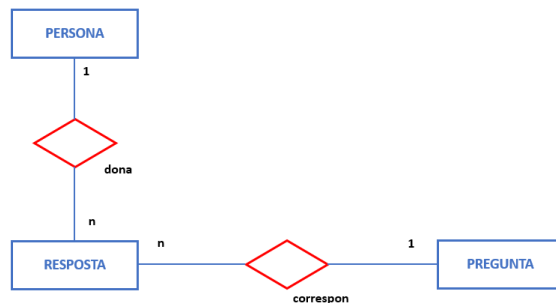 PERSONA
1
dona
n
RESPOSTA
n
1
PREGUNTA
correspon